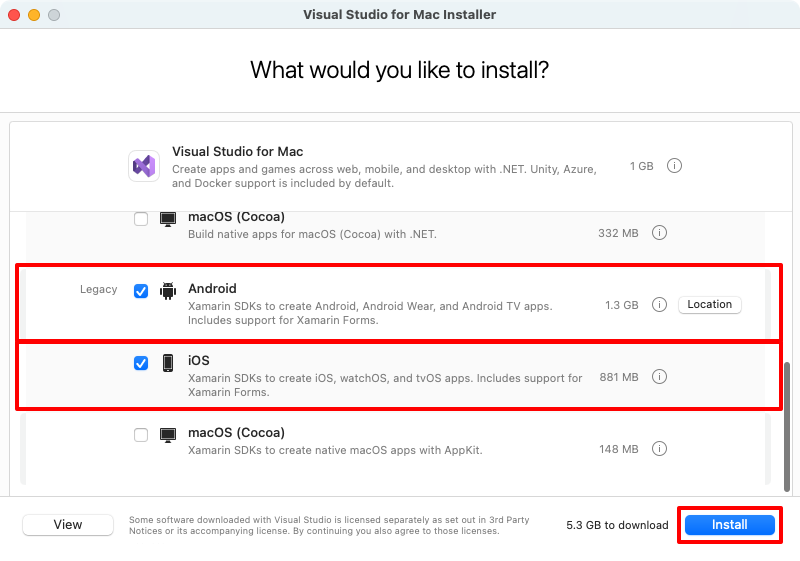 Visual Studio for Mac Installer
What would you like to install?
Visual Studio for Mac
Create apps and games across web, mobile, and desktop with .NET. Unity, Azure,
and Docker support is included by default.
1 GB
macOS (Cocoa)
Build native apps for macOS (Cocoa) with .NET.
332 MB
Legacy
Android
Xamarin SDKs to create Android, Android Wear, and Android TV apps.
Includes support for Xamarin Forms.
1.3 GB
Location
iOS
Xamarin SDKs to create iOS, watchOS, and tvOS apps. Includes support for
Xamarin Forms.
881 MB
macOS (Cocoa)
Xamarin SDKs to create native macOS apps with AppKit.
148 MB
View
Some software downloaded with Visual Studio is licensed separately as set out in 3rd Party
Notices or its accompanying license. By continuing you also agree to those licenses.
5.3 GB to download
Install